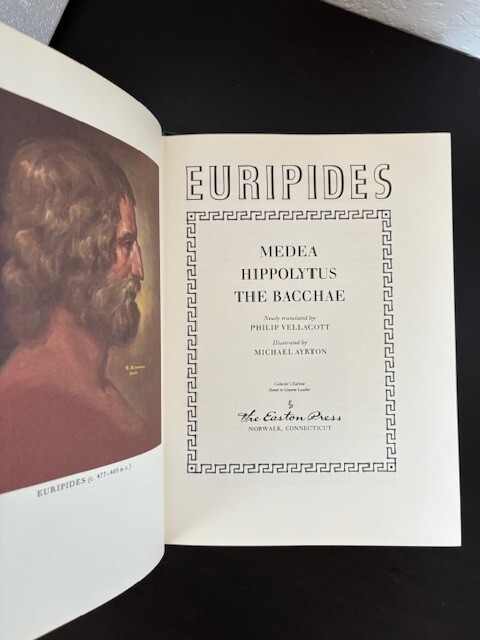 EURIPIDES (c. 477–405 B.C.)
EURIPIDES
MEDEA
HIPPOLYTUS
THE BACCHAE
Newly translated by
PHILIP VELLACOTT
Illustrated by
MICHAEL AYRTON
Collector's Edition
Bound in Genuine Leather
The Easton Press
NORWALK, CONNECTICUT